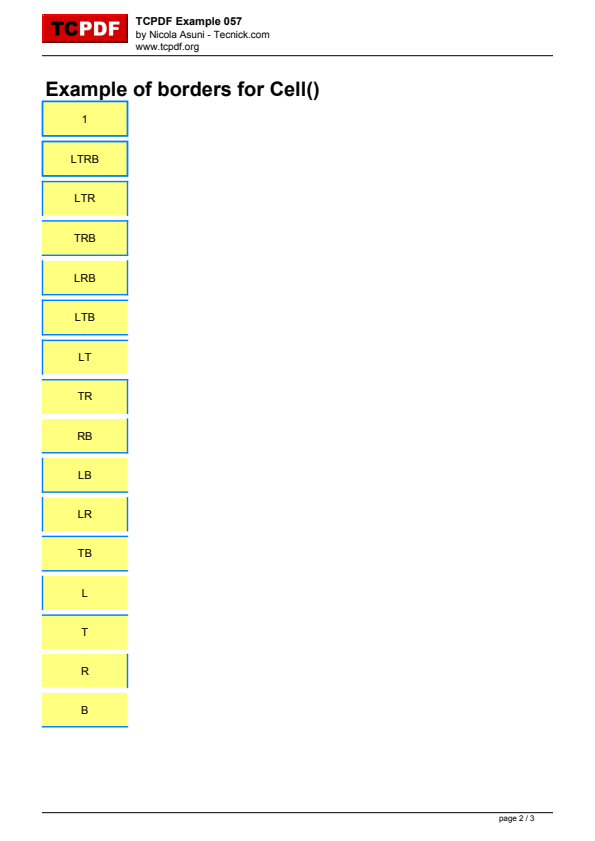 TCPDF
TCPDF Example 057
by Nicola Asuni - Tecnick.com
www.tcpdf.org
Example of borders for Cell()
1
LTRB
LTR
TRB
LRB
LTB
LT
TR
RB
LB
LR
TB
L
T
R
B
page 2 / 3